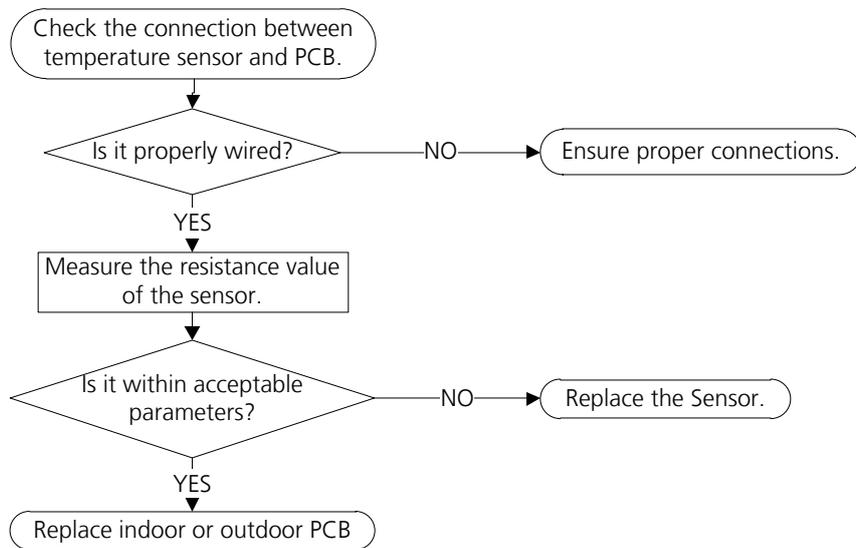 Check the connection between
temperature sensor and PCB.
Is it properly wired?
NO
Ensure proper connections.
YES
Measure the resistance value
of the sensor.
Is it within acceptable
parameters?
NO
Replace the Sensor.
YES
Replace indoor or outdoor PCB